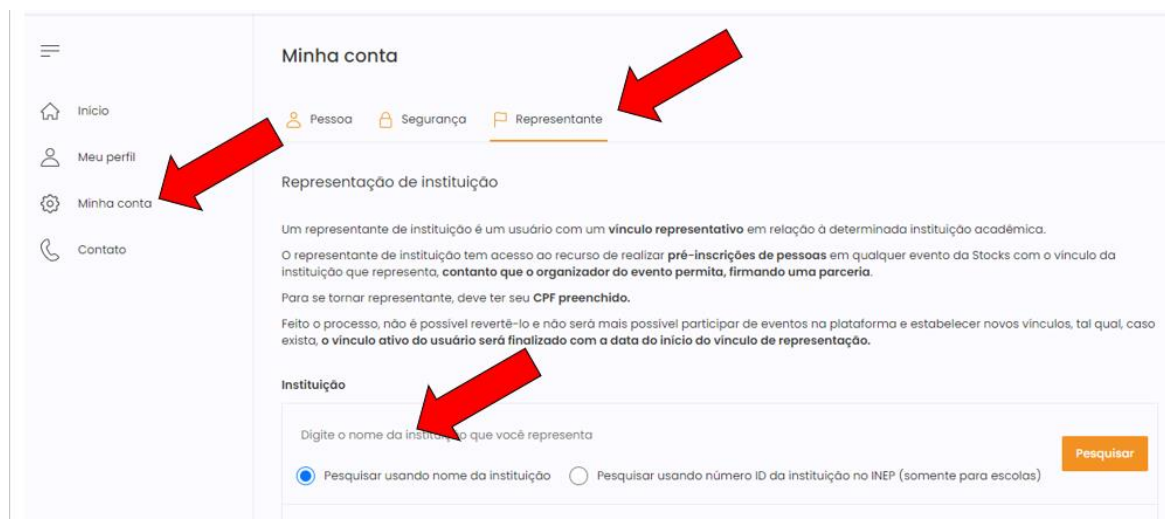 Minha conta
Início
Meu perfil
Minha conta
Contato
Pessoa
Segurança
Representante
Representação de instituição
Um representante de instituição é um usuário com um vínculo representativo em relação à determinada instituição acadêmica.
O representante de instituição tem acesso ao recurso de realizar pré-inscrições de pessoas em qualquer evento da Stocks com o vínculo da
instituição que representa, contanto que o organizador do evento permita, firmando uma parceria.
Para se tornar representante, deve ter seu CPF preenchido.
Feito o processo, não é possível revertê-lo e não será mais possível participar de eventos na plataforma e estabelecer novos vínculos, tal qual, caso
exista, o vínculo ativo do usuário será finalizado com a data do início do vínculo de representação.
Instituição
Digite o nome da instituição que você representa
Pesquisar
Pesquisar usando nome da instituição
Pesquisar usando número ID da instituição no INEP (somente para escolas)